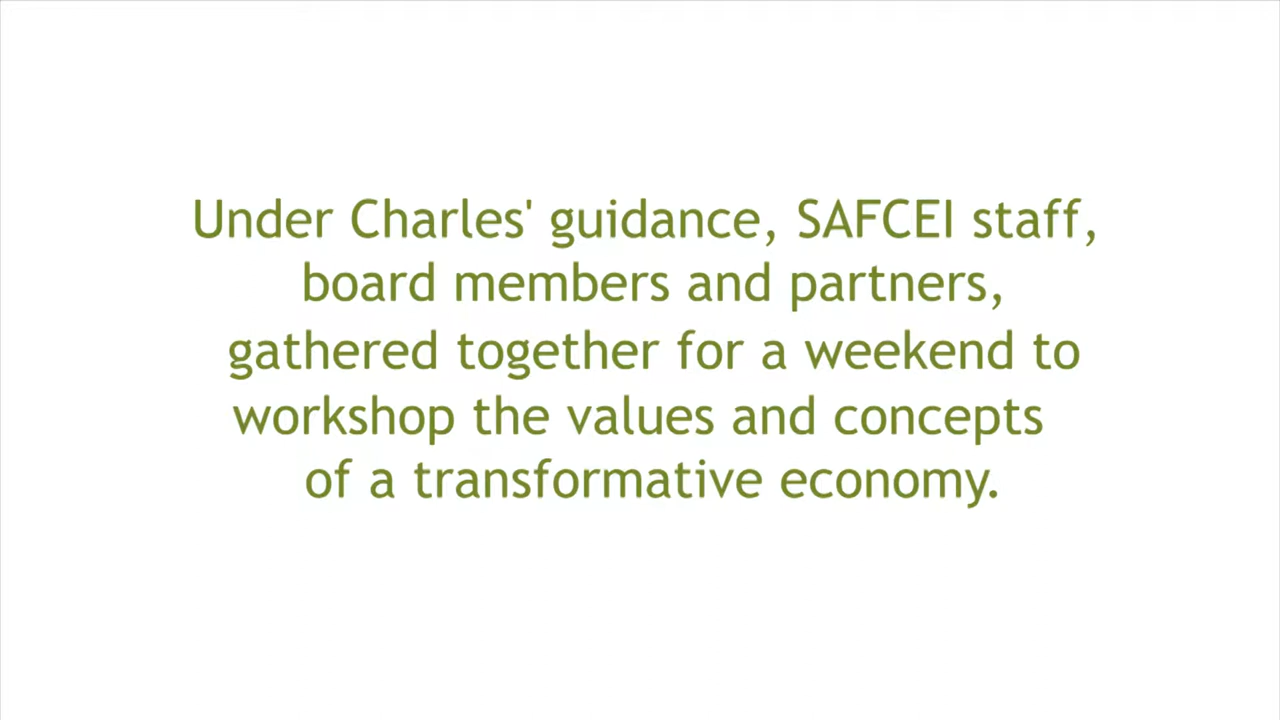 Under Charles' guidance, SAFCEI staff,
board members and partners,
gathered together for a weekend to
workshop the values and concepts
of a transformative economy.